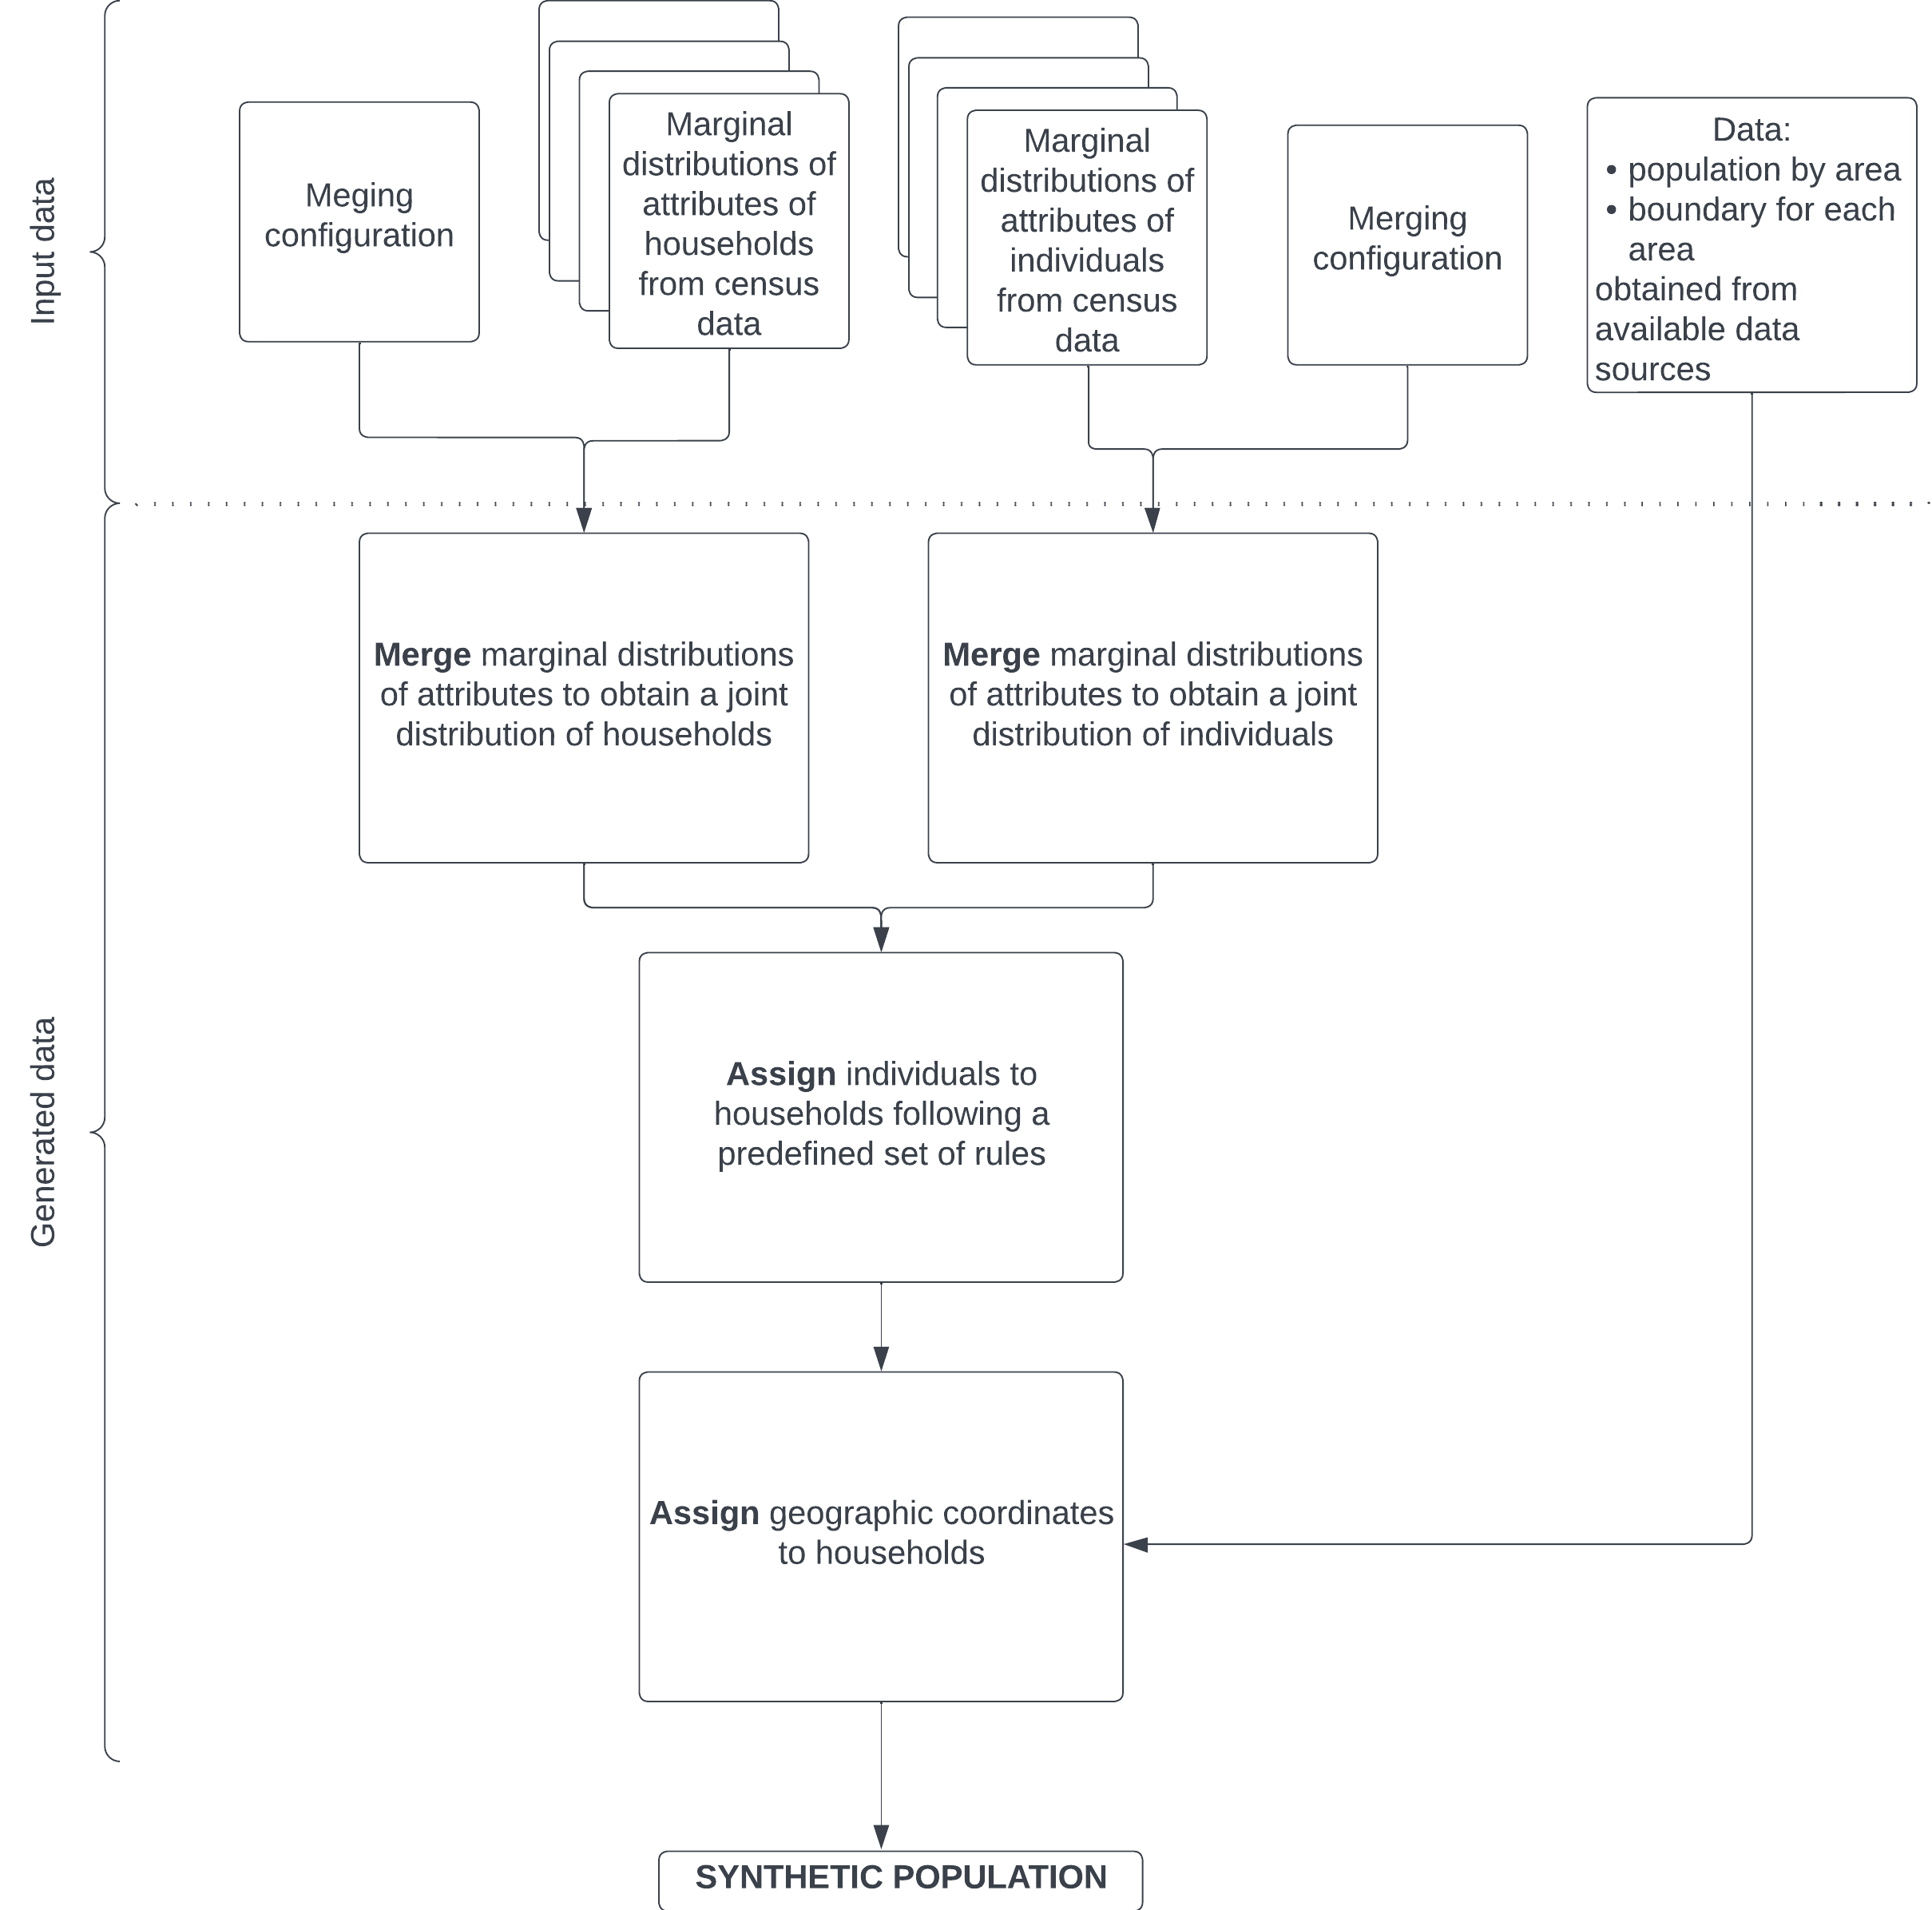 Input data
Meging
configuration
Marginal
distributions of
attributes of
households
from census
data
Marginal
distributions of
attributes of
individuals
from census
data
Merging
configuration
Data:
• population by area
• boundary for each
area
obtained from
available data
sources
Generated data
Merge marginal distributions
of attributes to obtain a joint
distribution of households
Merge marginal distributions
of attributes to obtain a joint
distribution of individuals
Assign individuals to
households following a
predefined set of rules
Assign geographic coordinates
to households
SYNTHETIC POPULATION